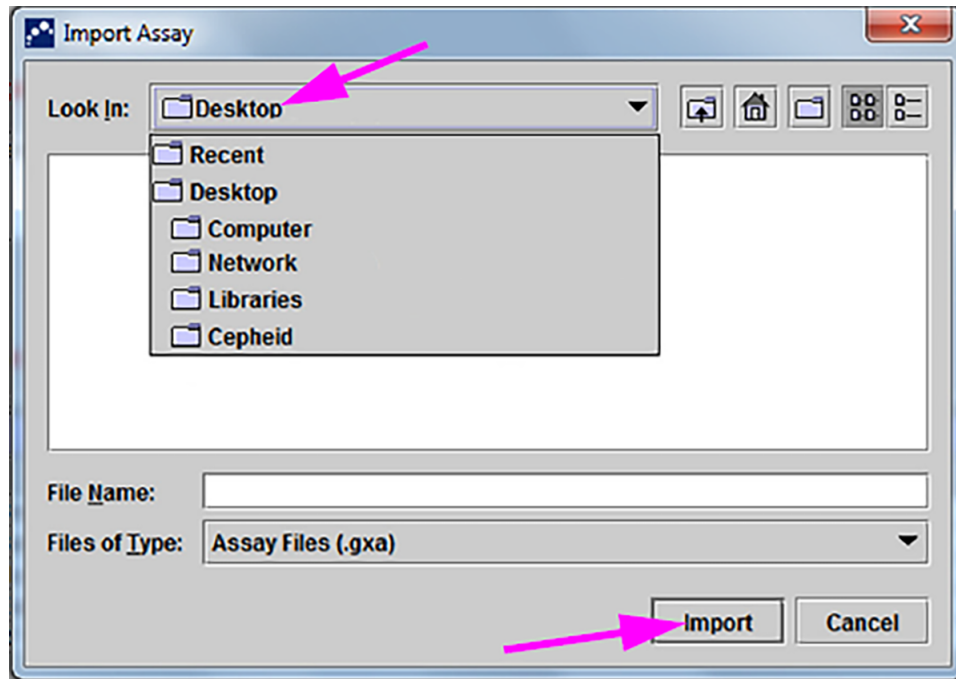 Import Assay
Look In: Desktop
Recent
Desktop
Computer
Network
Libraries
Cepheid
File Name:
Files of Type: Assay Files (.gxa)
Import Cancel